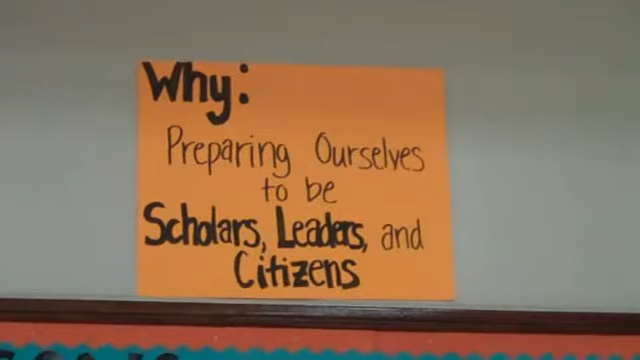 Why:
Preparing Ourselves
to be
Scholars, Leaders, and
Citizens